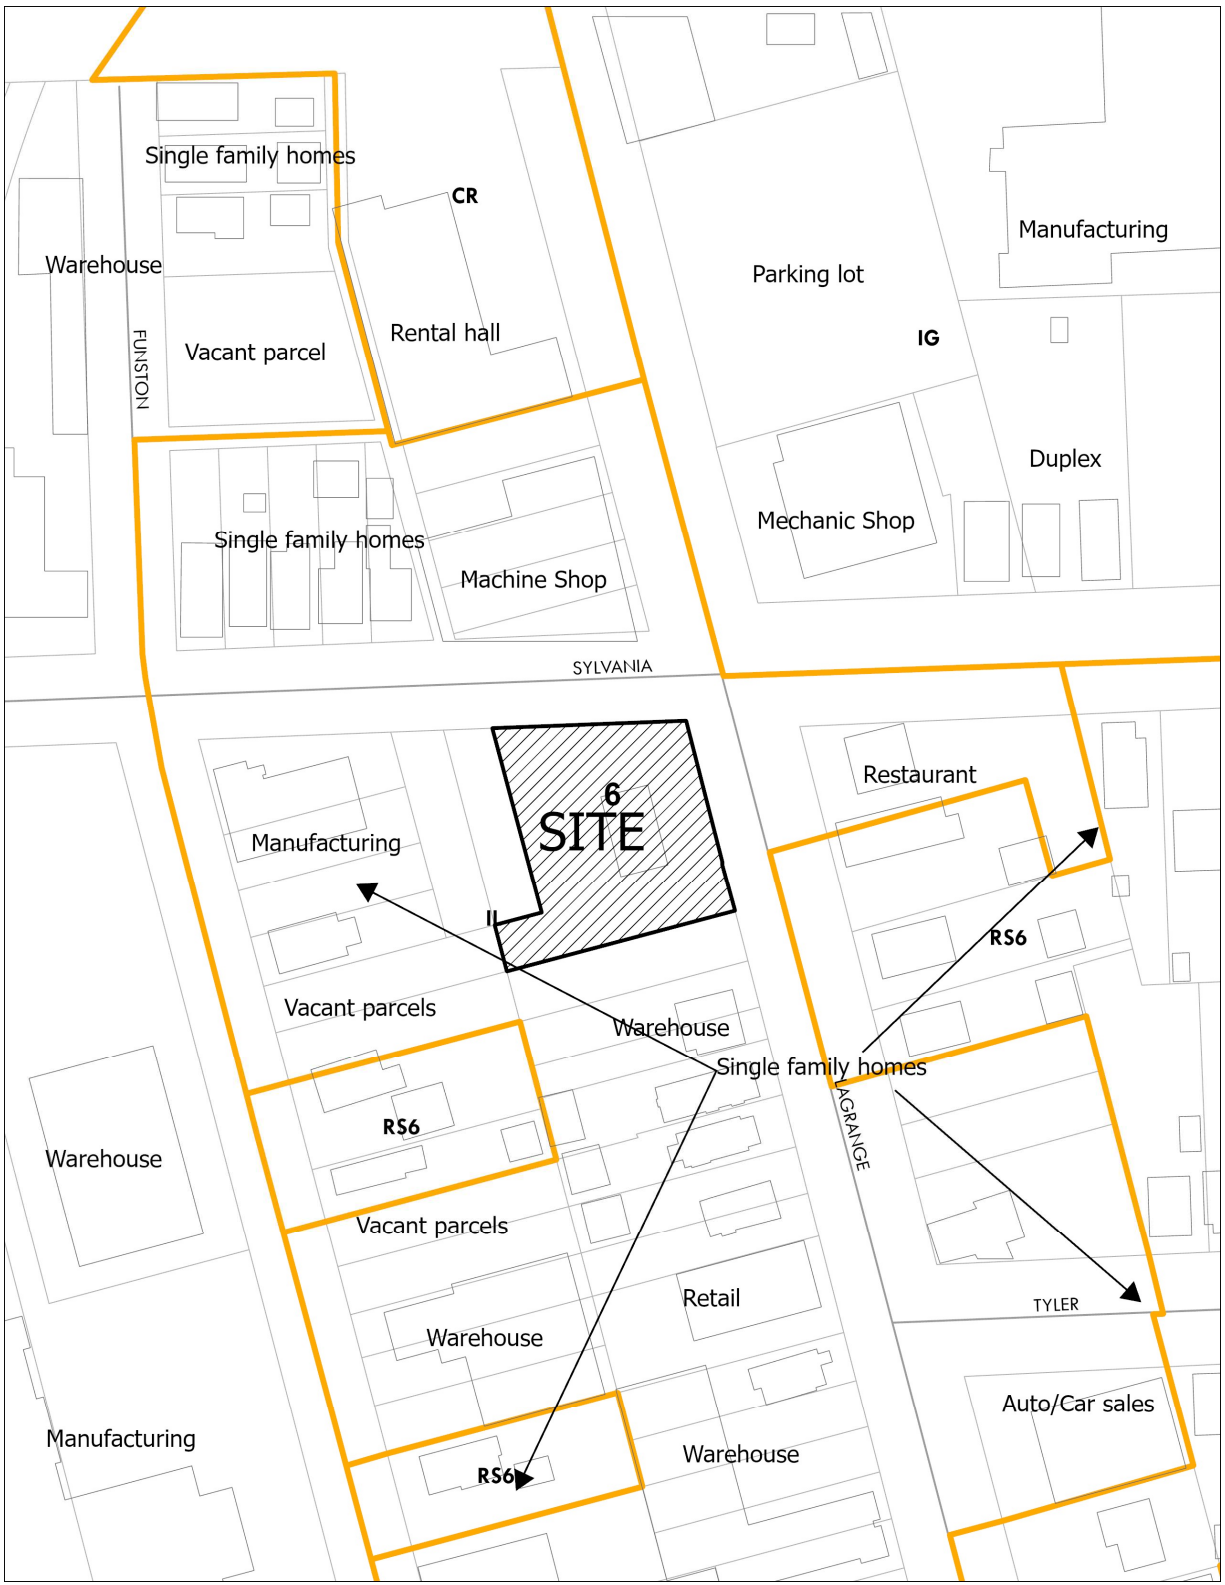 Single family homes
CR
Manufacturing
Warehouse
Parking lot
Rental hall
IG
Vacant parcel
FUNSTON
Duplex
Mechanic Shop
Single family homes
Machine Shop
SYLVANIA
Restaurant
6
SITE
Manufacturing
IL
RS6
Vacant parcels
Warehouse
Single family homes
LAGRANGE
RS6
Warehouse
Vacant parcels
Retail
TYLER
Warehouse
Auto/Car sales
Manufacturing
Warehouse
RS6